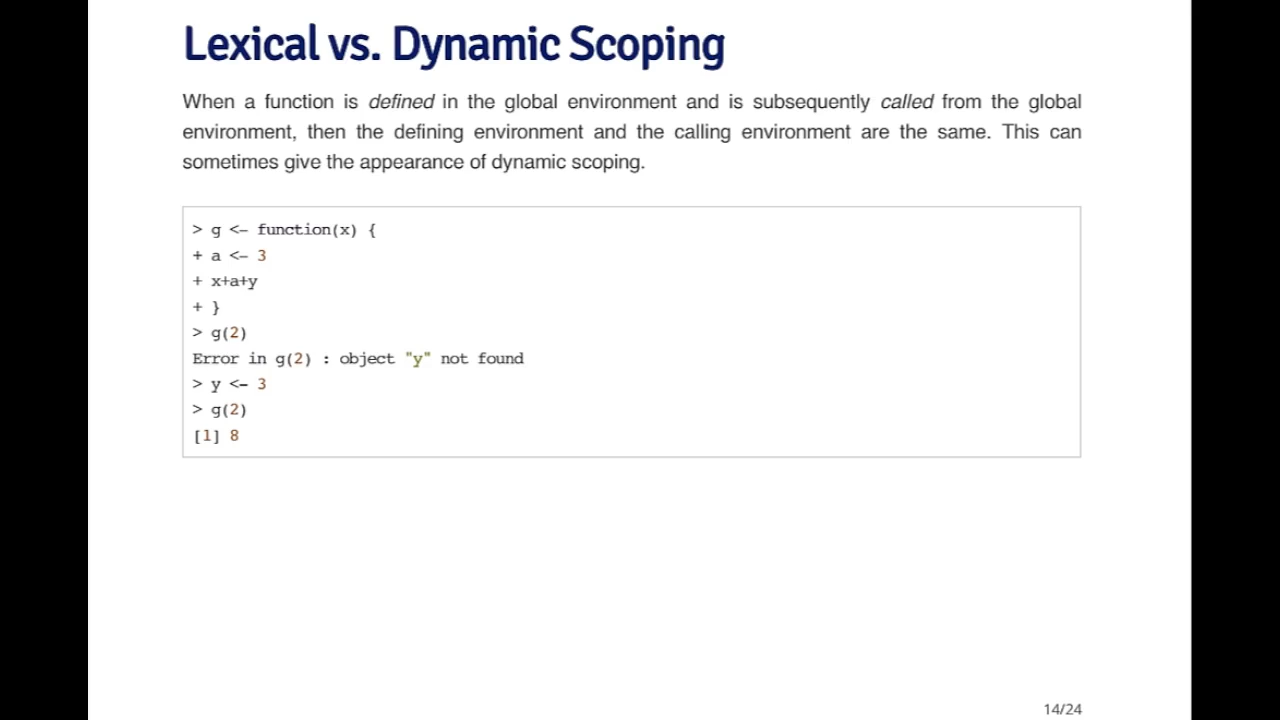 Lexical vs. Dynamic Scoping
When a function is defined in the global environment and is subsequently called from the global
environment, then the defining environment and the calling environment are the same. This can
sometimes give the appearance of dynamic scoping.
> g <- function(x) {
+ a <- 3
+ x+a+y
+ }
> g(2)
Error in g(2) : object "y" not found
> y <- 3
> g(2)
[1] 8
14/24